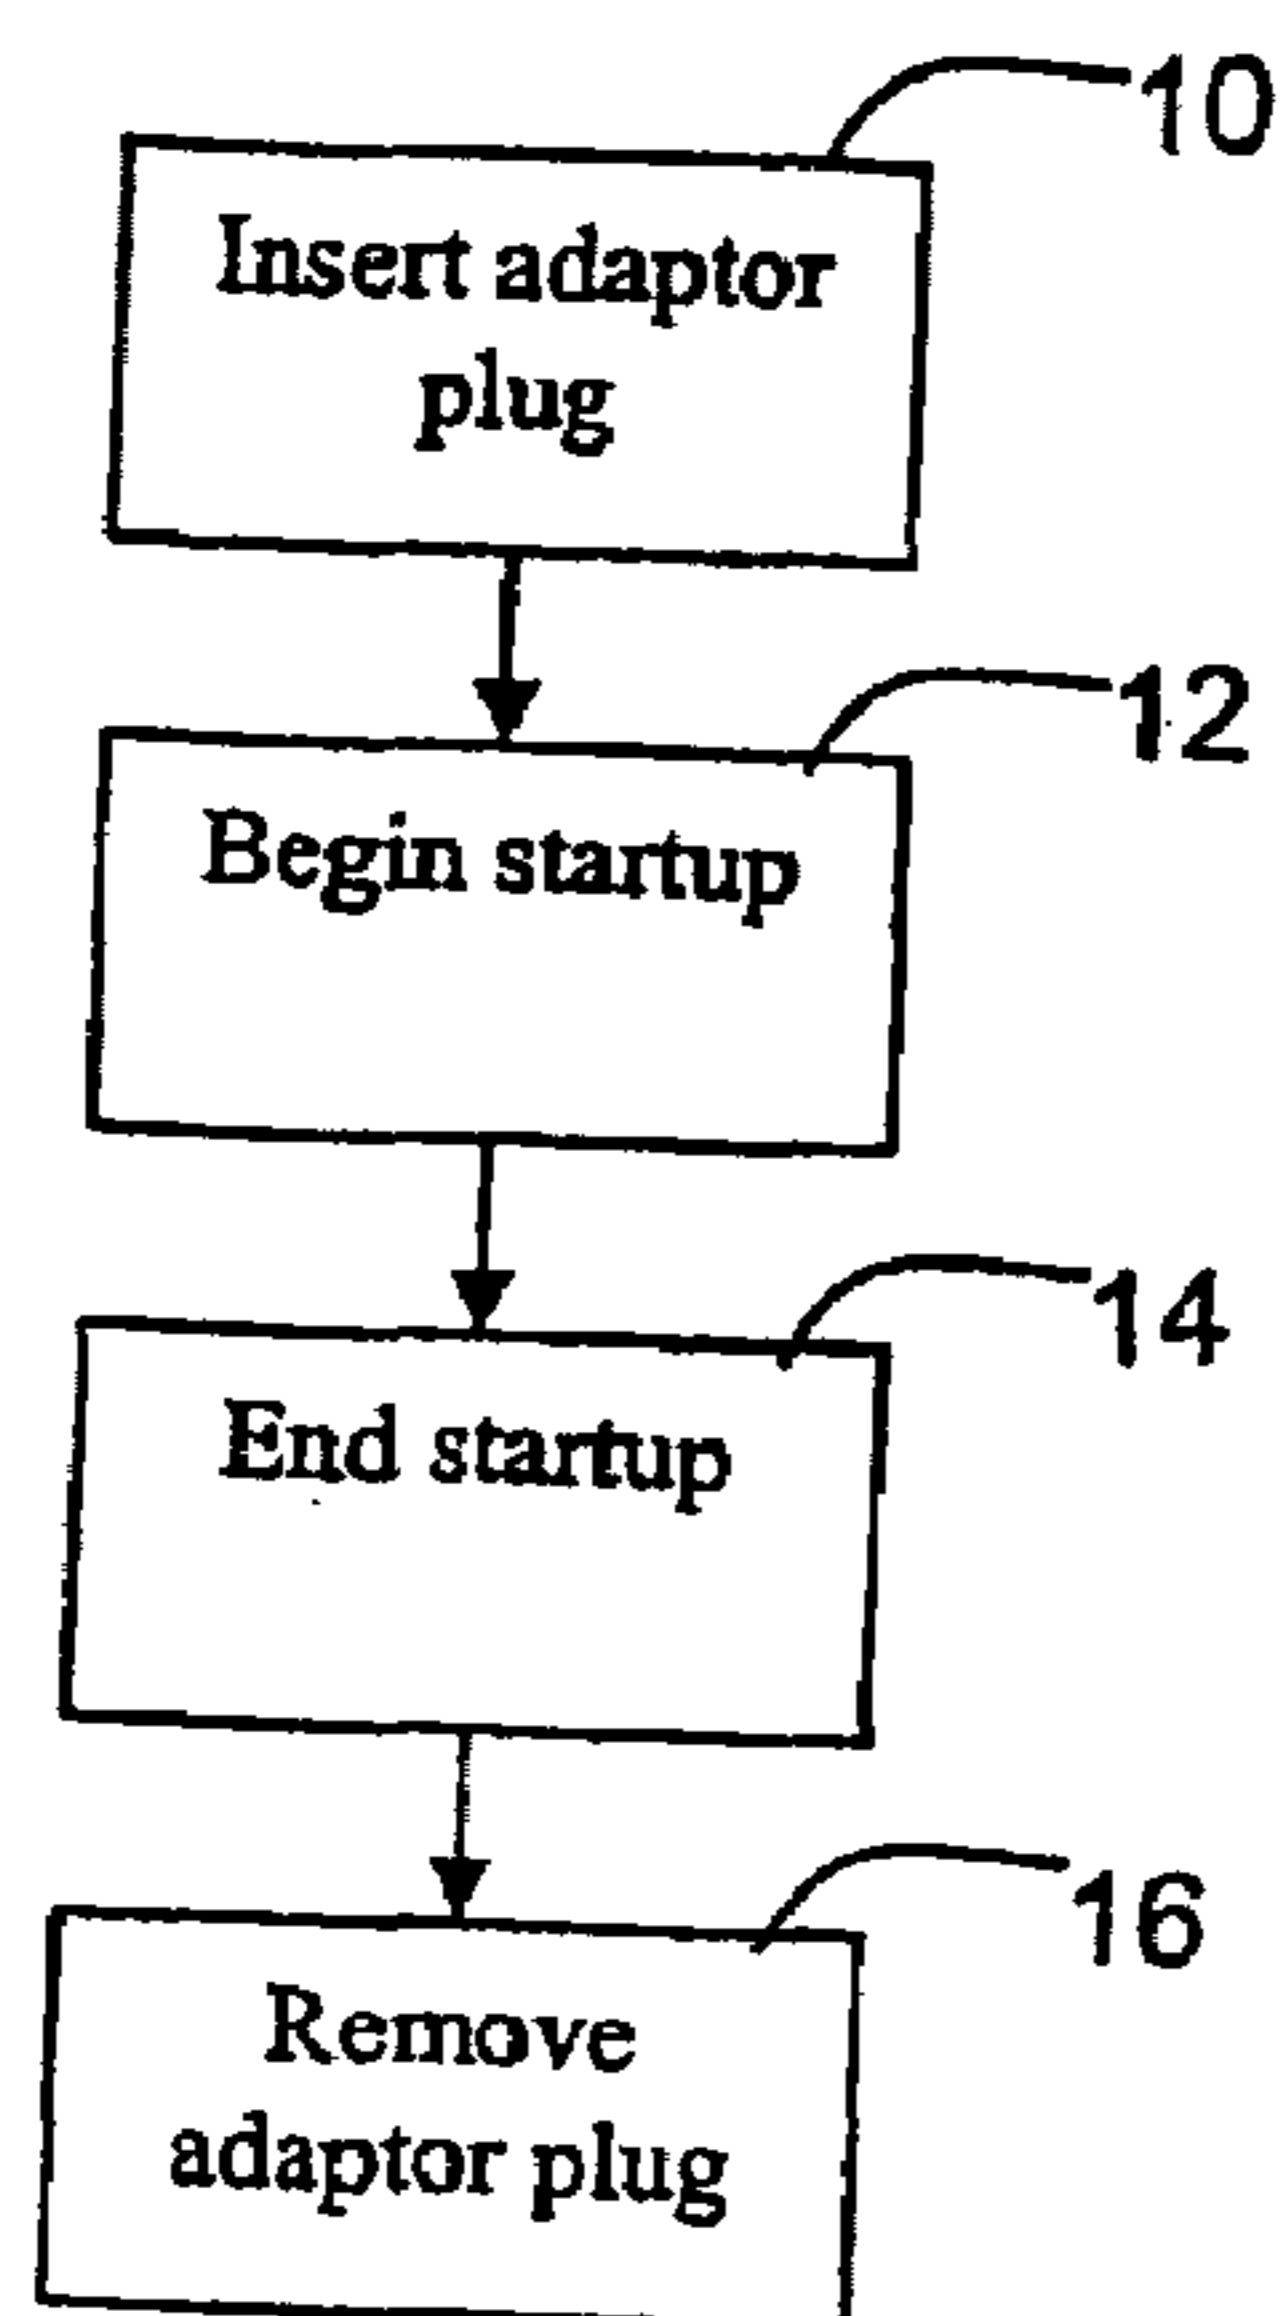 10
Insert adaptor
plug
12
Begin startup
14
End startup
16
Remove
adaptor plug